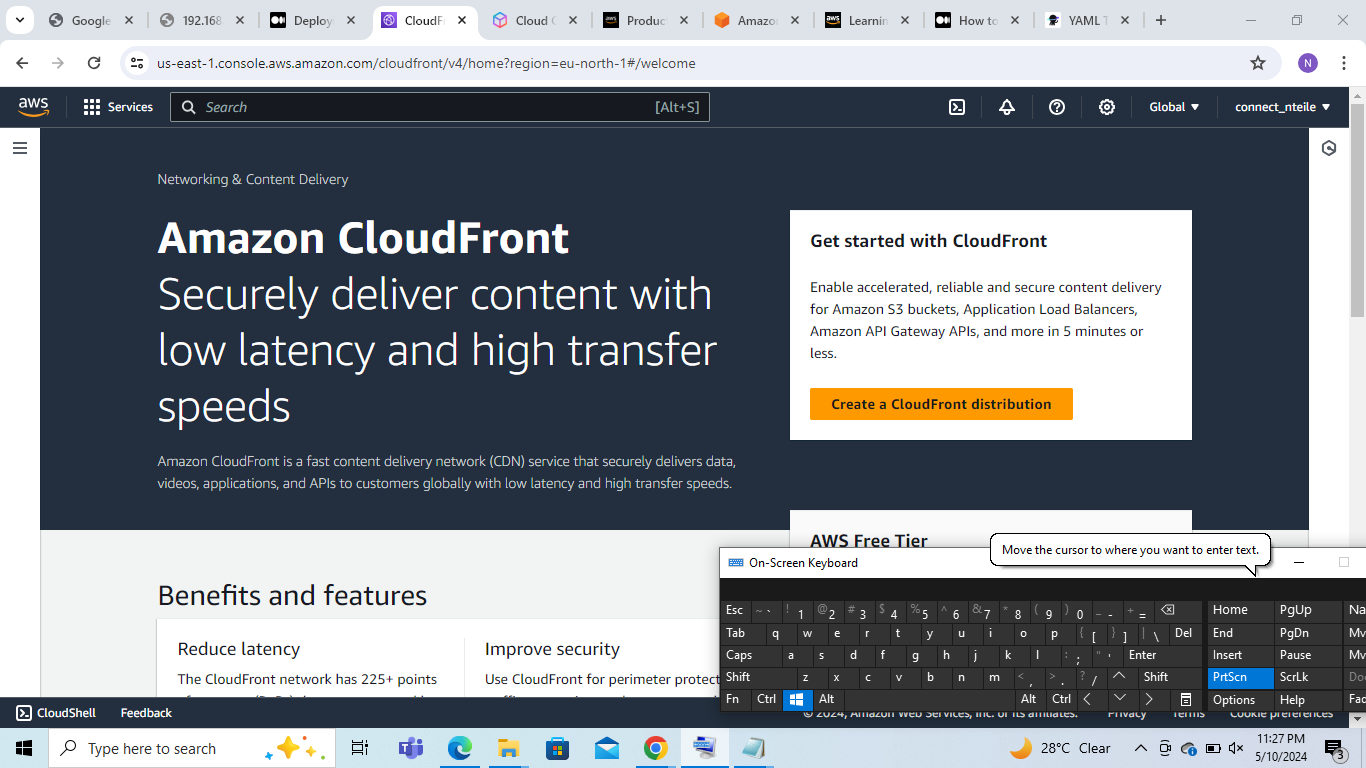 Google
192.168
Deploy
CloudF
Cloud C
aws
Produc
Amazo
aws
Learnin
How to
YAML T
us-east-1.console.aws.amazon.com/cloudfront/v4/home?region=eu-north-1#/welcome
N
aws
Services
Search
[Alt+S]
Global
connect_nteile
Networking & Content Delivery
Amazon CloudFront
Securely deliver content with
low latency and high transfer
speeds
Amazon CloudFront is a fast content delivery network (CDN) service that securely delivers data,
videos, applications, and APIs to customers globally with low latency and high transfer speeds.
Get started with CloudFront
Enable accelerated, reliable and secure content delivery
for Amazon S3 buckets, Application Load Balancers,
Amazon API Gateway APIs, and more in 5 minutes or
less.
Create a CloudFront distribution
AWS Free Tier
Benefits and features
Reduce latency
The CloudFront network has 225+ points
Improve security
Use CloudFront for perimeter protect
Move the cursor to where you want to enter text.
On-Screen Keyboard
Esc ~ ` ! 1 @ 2 # 3 $ 4 % 5 ^ 6 & 7 * 8 ( 9 ) 0 _ - + = Home PgUp Na
Tab q w e r t y u i o p { [ } ] | \ Del End PgDn Mv
Caps a s d f g h j k l : ; " ' Enter Insert Pause Mv
Shift z x c v b n m < , > . ? / Shift PrtScn ScrLk Doc
Fn Ctrl Alt Alt Ctrl Options Help Fad
CloudShell
Feedback
© 2024, Amazon Web Services, Inc. or its affiliates.
Privacy
Terms
Cookie preferences
Type here to search
28°C Clear
11:27 PM
5/10/2024
3